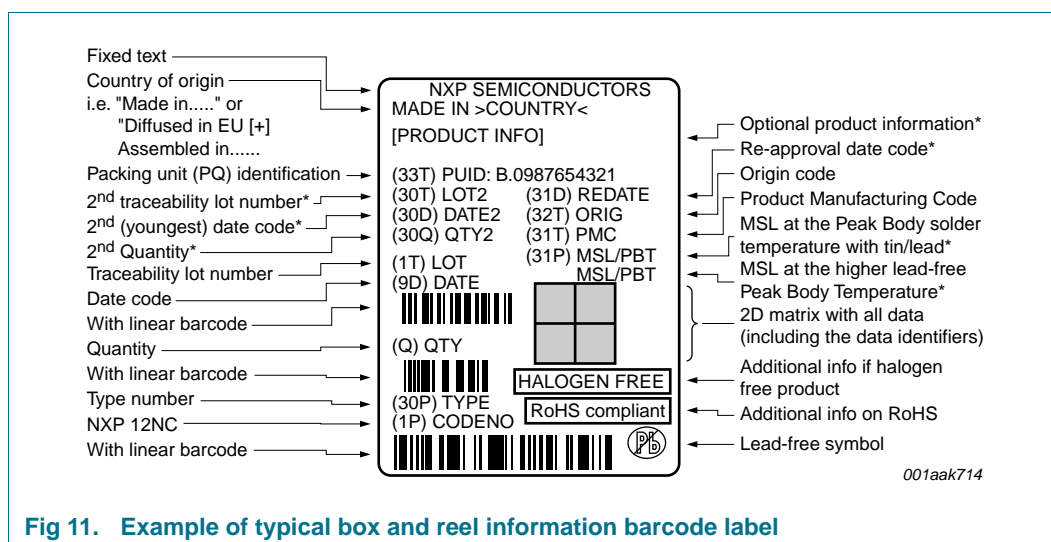 Fixed text
Country of origin
i.e. "Made in....." or
"Diffused in EU [+]
Assembled in......
Packing unit (PQ) identification
2nd traceability lot number*
2nd (youngest) date code*
2nd Quantity*
Traceability lot number
Date code
With linear barcode
Quantity
With linear barcode
Type number
NXP 12NC
With linear barcode
NXP SEMICONDUCTORS
MADE IN >COUNTRY<
[PRODUCT INFO]
(33T) PUID: B.0987654321
(30T) LOT2 (31D) REDATE
(30D) DATE2 (32T) ORIG
(30Q) QTY2 (31T) PMC
(31P) MSL/PBT
(1T) LOT MSL/PBT
(9D) DATE
(Q) QTY
HALOGEN FREE
(30P) TYPE RoHS compliant
(1P) CODENO
Pb
Optional product information*
Re-approval date code*
Origin code
Product Manufacturing Code
MSL at the Peak Body solder
temperature with tin/lead*
MSL at the higher lead-free
Peak Body Temperature*
2D matrix with all data
(including the data identifiers)
Additional info if halogen
free product
Additional info on RoHS
Lead-free symbol
001aak714
Fig 11. Example of typical box and reel information barcode label